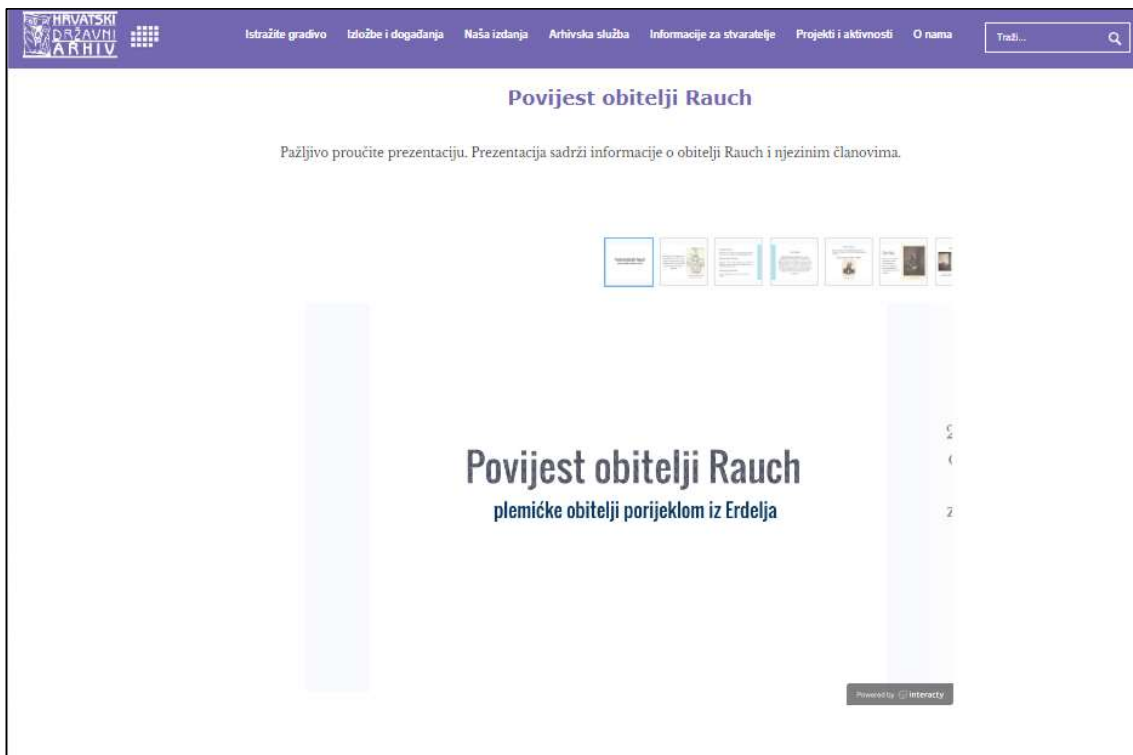 HRVATSKI
DRŽAVNI
ARHIV
Istražite gradivo Izložbe i događanja Naša izdanja Arhivska služba Informacije za stvaratelje Projekti i aktivnosti O nama Traži...
Povijest obitelji Rauch
Pažljivo proučite prezentaciju. Prezentacija sadrži informacije o obitelji Rauch i njezinim članovima.
Povijest obitelji Rauch
plemićke obitelji porijeklom iz Erdelja
Powered by interacty